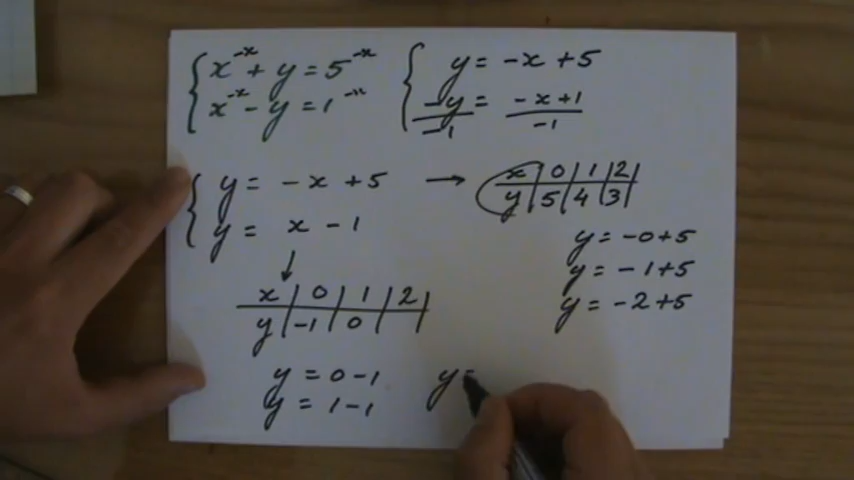 x⁻ˣ + y = 5⁻ˣ
x⁻ˣ - y = 1⁻ˣ
y = -x + 5
-y = -x + 1
-1 -1
y = -x + 5 →
y = x - 1
x 0 1 2
y 5 4 3
y = -0+5
y = -1+5
y = -2+5
↓
x 0 1 2
y -1 0
y = 0-1
y = 1-1
y=